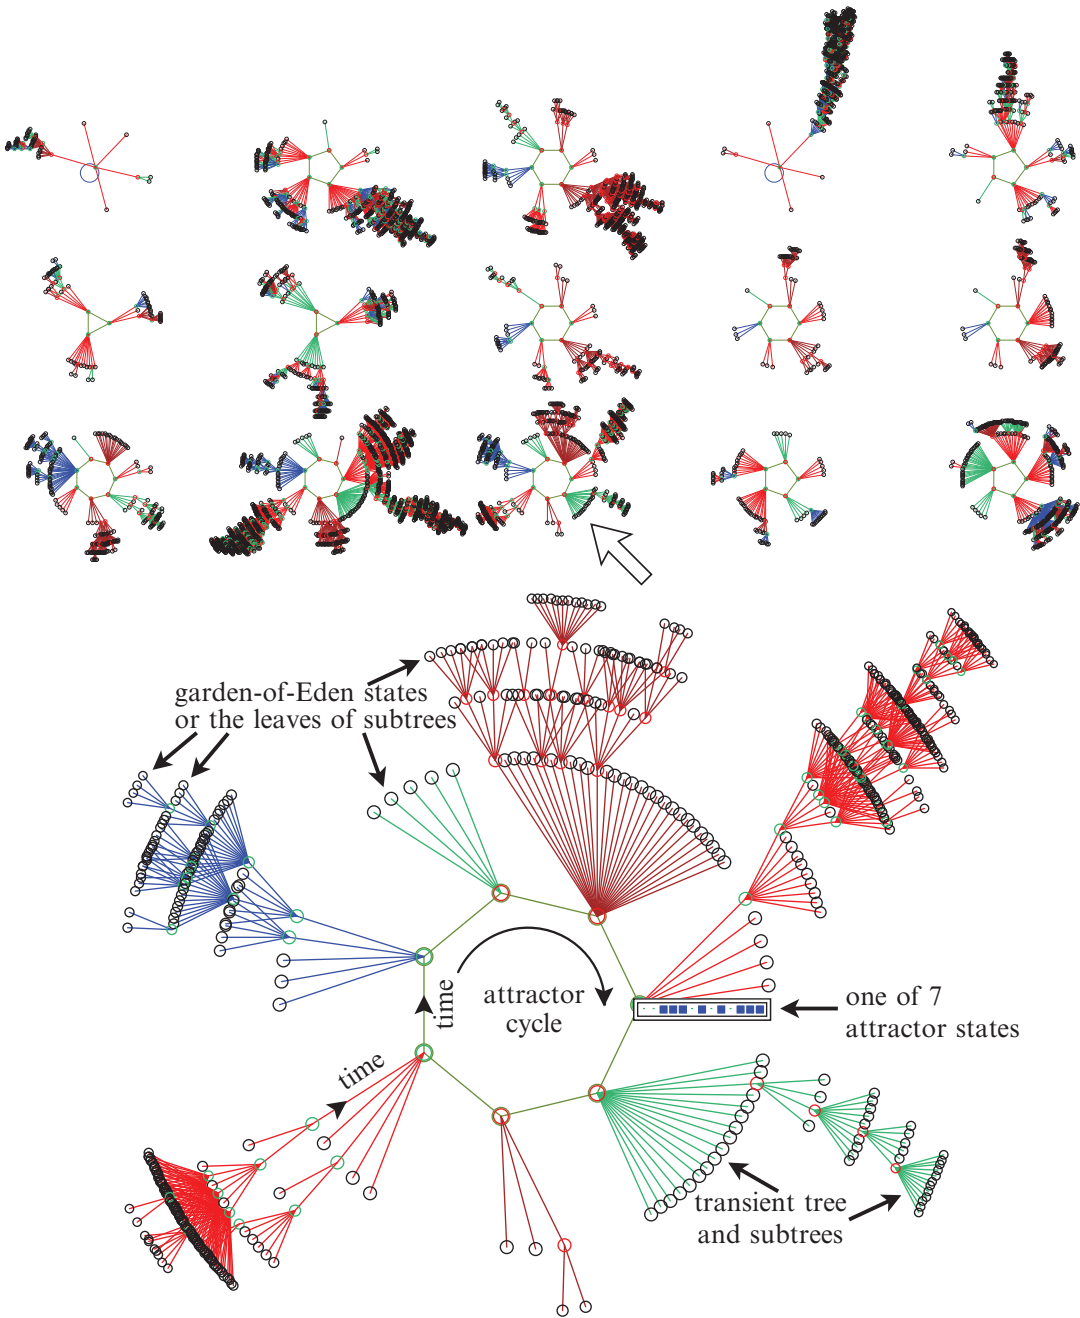 garden-of-Eden states
or the leaves of subtrees
time
attractor
cycle
one of 7
attractor states
time
transient tree
and subtrees